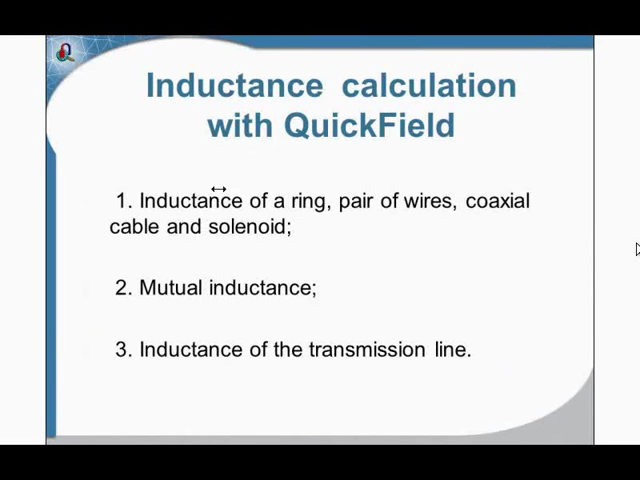 Inductance calculation
with QuickField
1. Inductance of a ring, pair of wires, coaxial
cable and solenoid;
2. Mutual inductance;
3. Inductance of the transmission line.